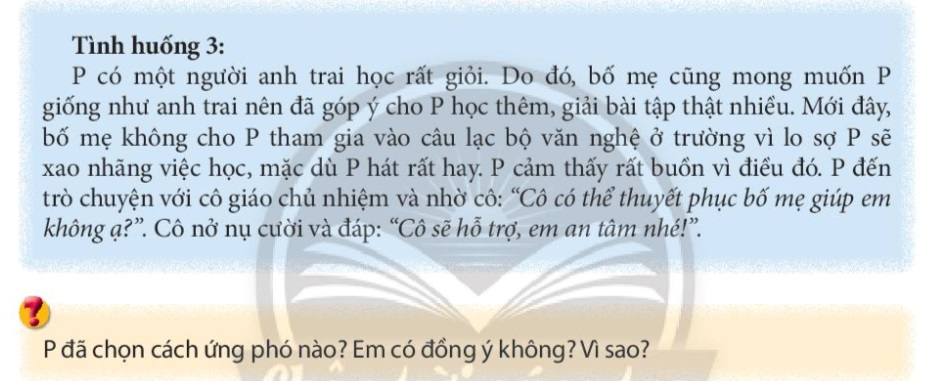 Tình huống 3:
P có một người anh trai học rất giỏi. Do đó, bố mẹ cũng mong muốn P
giống như anh trai nên đã góp ý cho P học thêm, giải bài tập thật nhiều. Mới đây,
bố mẹ không cho P tham gia vào câu lạc bộ văn nghệ ở trường vì lo sợ P sẽ
xao nhãng việc học, mặc dù P hát rất hay. P cảm thấy rất buồn vì điều đó. P đến
trò chuyện với cô giáo chủ nhiệm và nhờ cô: “Cô có thể thuyết phục bố mẹ giúp em
không ạ?”. Cô nở nụ cười và đáp: “Cô sẽ hỗ trợ, em an tâm nhé!”.
?
P đã chọn cách ứng phó nào? Em có đồng ý không? Vì sao?